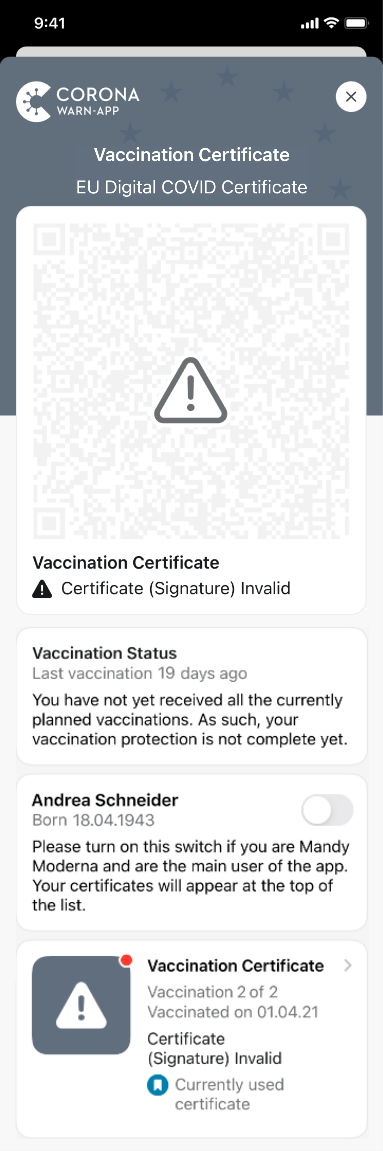 9:41
CORONA
WARN-APP
Vaccination Certificate
EU Digital COVID Certificate
Vaccination Certificate
Certificate (Signature) Invalid
Vaccination Status
Last vaccination 19 days ago
You have not yet received all the currently
planned vaccinations. As such, your
vaccination protection is not complete yet.
Andrea Schneider
Born 18.04.1943
Please turn on this switch if you are Mandy
Moderna and are the main user of the app.
Your certificates will appear at the top of
the list.
Vaccination Certificate
Vaccination 2 of 2
Vaccinated on 01.04.21
Certificate
(Signature) Invalid
Currently used
certificate